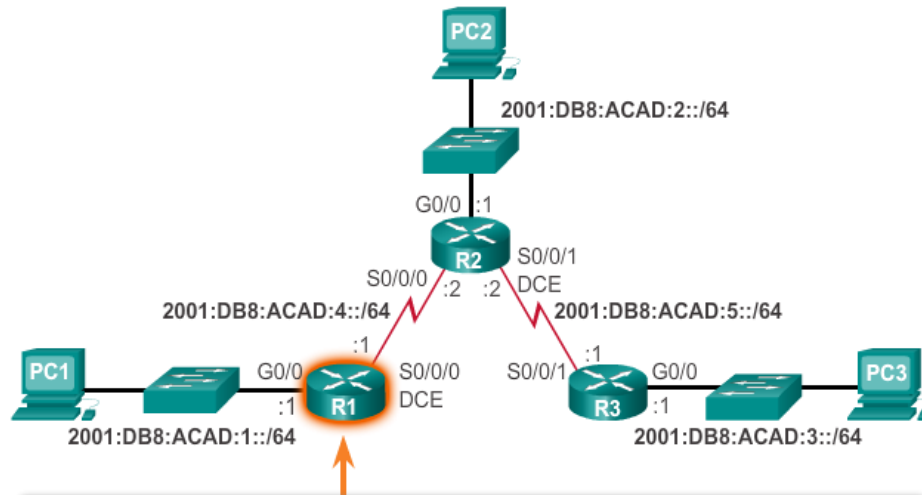 PC2
2001:DB8:ACAD:2::/64
G0/0 :1
R2
S0/0/0
S0/0/1
DCE
:2 :2
2001:DB8:ACAD:4::/64
2001:DB8:ACAD:5::/64
:1
:1
PC1
G0/0
S0/0/0
S0/0/1
G0/0
PC3
:1
R1
DCE
R3
:1
2001:DB8:ACAD:1::/64
2001:DB8:ACAD:3::/64